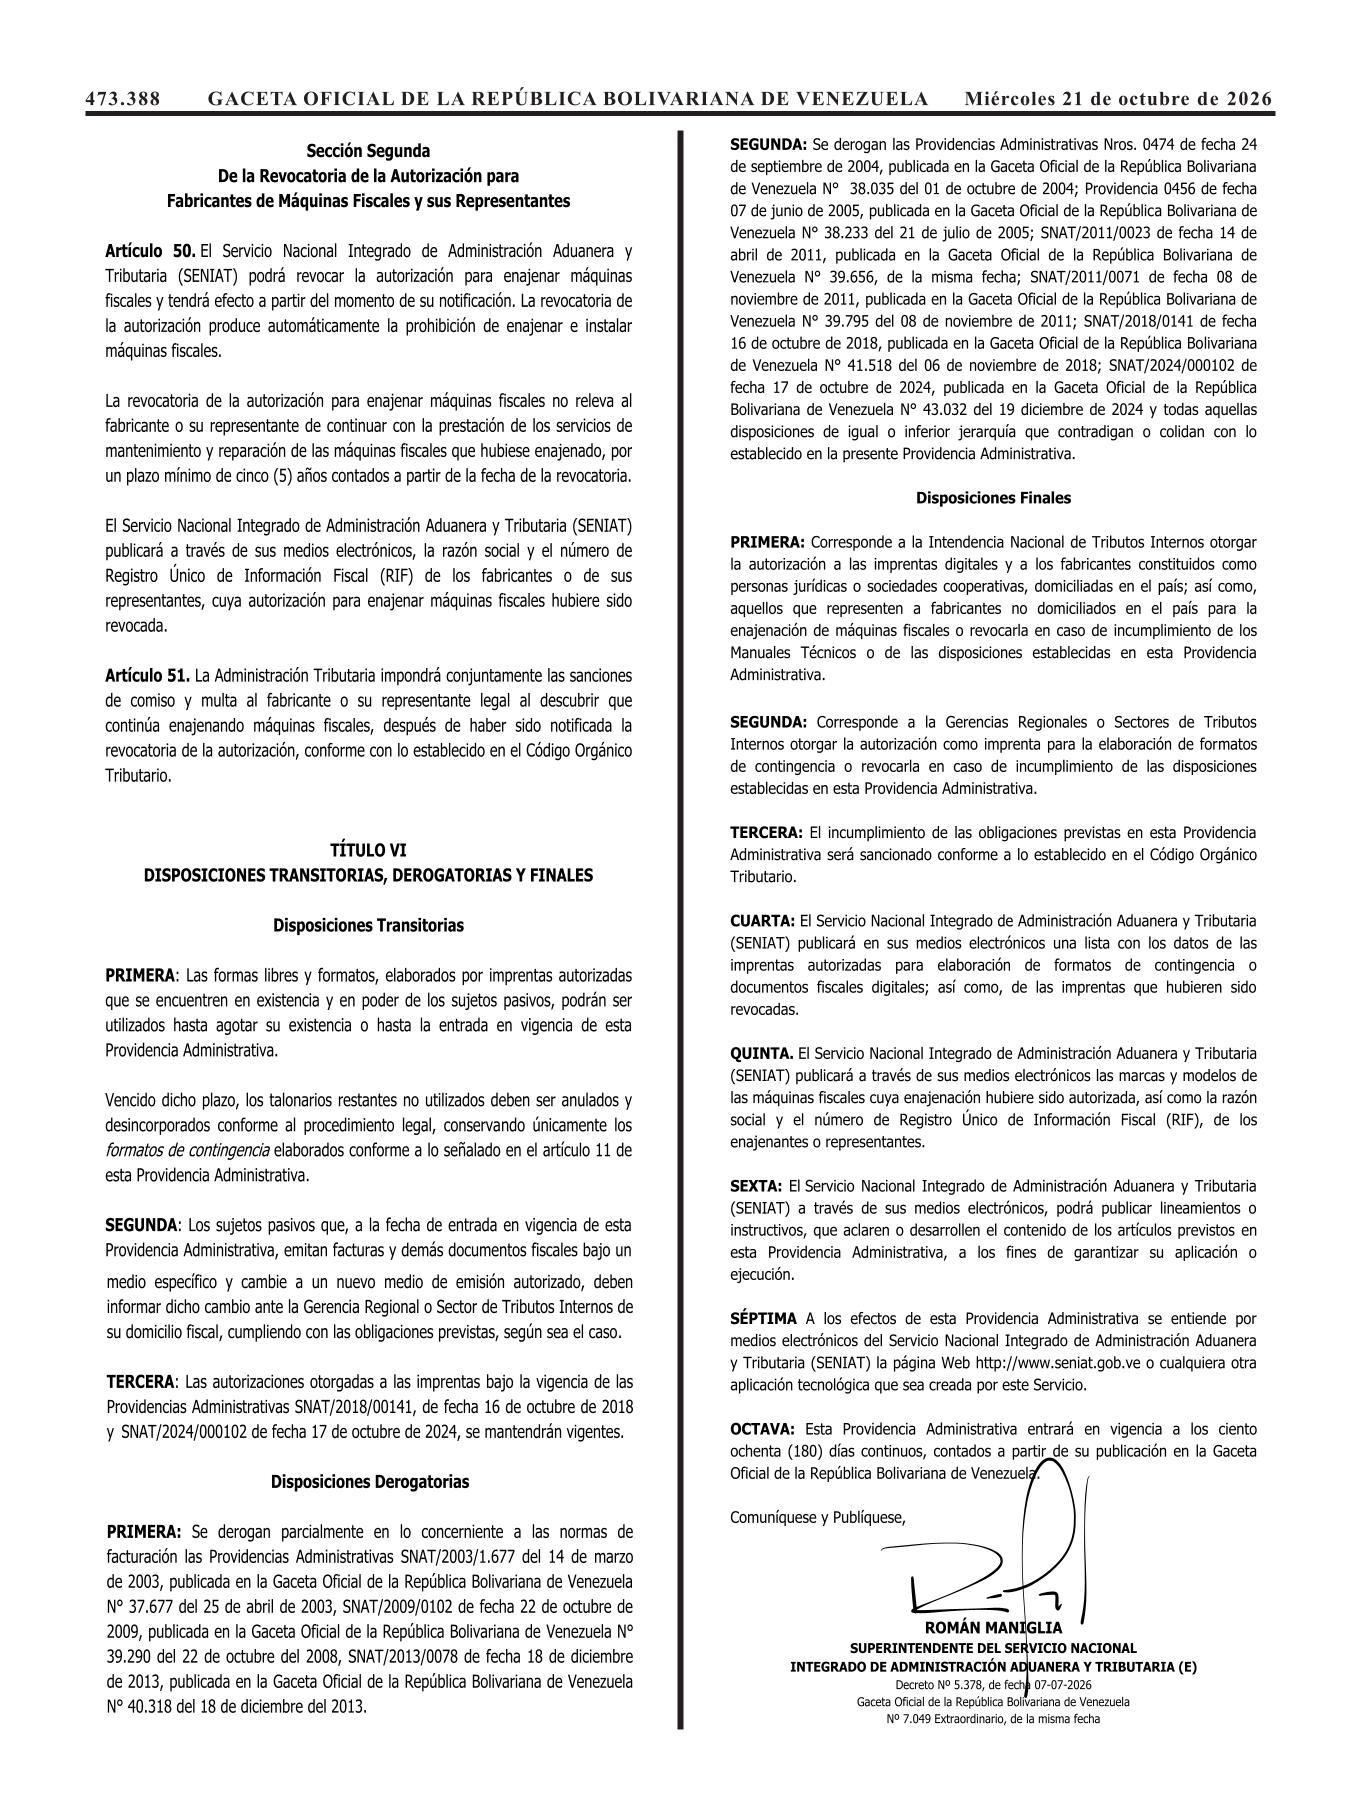 473.388 GACETA OFICIAL DE LA REPÚBLICA BOLIVARIANA DE VENEZUELA Miércoles 21 de octubre de 2026
Sección Segunda
De la Revocatoria de la Autorización para
Fabricantes de Máquinas Fiscales y sus Representantes
Artículo 50. El Servicio Nacional Integrado de Administración Aduanera y
Tributaria (SENIAT) podrá revocar la autorización para enajenar máquinas
fiscales y tendrá efecto a partir del momento de su notificación. La revocatoria de
la autorización produce automáticamente la prohibición de enajenar e instalar
máquinas fiscales.
La revocatoria de la autorización para enajenar máquinas fiscales no releva al
fabricante o su representante de continuar con la prestación de los servicios de
mantenimiento y reparación de las máquinas fiscales que hubiese enajenado, por
un plazo mínimo de cinco (5) años contados a partir de la fecha de la revocatoria.
El Servicio Nacional Integrado de Administración Aduanera y Tributaria (SENIAT)
publicará a través de sus medios electrónicos, la razón social y el número de
Registro Único de Información Fiscal (RIF) de los fabricantes o de sus
representantes, cuya autorización para enajenar máquinas fiscales hubiere sido
revocada.
Artículo 51. La Administración Tributaria impondrá conjuntamente las sanciones
de comiso y multa al fabricante o su representante legal al descubrir que
continúa enajenando máquinas fiscales, después de haber sido notificada la
revocatoria de la autorización, conforme con lo establecido en el Código Orgánico
Tributario.
TÍTULO VI
DISPOSICIONES TRANSITORIAS, DEROGATORIAS Y FINALES
Disposiciones Transitorias
PRIMERA: Las formas libres y formatos, elaborados por imprentas autorizadas
que se encuentren en existencia y en poder de los sujetos pasivos, podrán ser
utilizados hasta agotar su existencia o hasta la entrada en vigencia de esta
Providencia Administrativa.
Vencido dicho plazo, los talonarios restantes no utilizados deben ser anulados y
desincorporados conforme al procedimiento legal, conservando únicamente los
formatos de contingencia elaborados conforme a lo señalado en el artículo 11 de
esta Providencia Administrativa.
SEGUNDA: Los sujetos pasivos que, a la fecha de entrada en vigencia de esta
Providencia Administrativa, emitan facturas y demás documentos fiscales bajo un
medio específico y cambie a un nuevo medio de emisión autorizado, deben
informar dicho cambio ante la Gerencia Regional o Sector de Tributos Internos de
su domicilio fiscal, cumpliendo con las obligaciones previstas, según sea el caso.
TERCERA: Las autorizaciones otorgadas a las imprentas bajo la vigencia de las
Providencias Administrativas SNAT/2018/00141, de fecha 16 de octubre de 2018
y SNAT/2024/000102 de fecha 17 de octubre de 2024, se mantendrán vigentes.
Disposiciones Derogatorias
PRIMERA: Se derogan parcialmente en lo concerniente a las normas de
facturación las Providencias Administrativas SNAT/2003/1.677 del 14 de marzo
de 2003, publicada en la Gaceta Oficial de la República Bolivariana de Venezuela
N° 37.677 del 25 de abril de 2003, SNAT/2009/0102 de fecha 22 de octubre de
2009, publicada en la Gaceta Oficial de la República Bolivariana de Venezuela N°
39.290 del 22 de octubre del 2008, SNAT/2013/0078 de fecha 18 de diciembre
de 2013, publicada en la Gaceta Oficial de la República Bolivariana de Venezuela
N° 40.318 del 18 de diciembre del 2013.
SEGUNDA: Se derogan las Providencias Administrativas Nros. 0474 de fecha 24
de septiembre de 2004, publicada en la Gaceta Oficial de la República Bolivariana
de Venezuela N° 38.035 del 01 de octubre de 2004; Providencia 0456 de fecha
07 de junio de 2005, publicada en la Gaceta Oficial de la República Bolivariana de
Venezuela N° 38.233 del 21 de julio de 2005; SNAT/2011/0023 de fecha 14 de
abril de 2011, publicada en la Gaceta Oficial de la República Bolivariana de
Venezuela N° 39.656, de la misma fecha; SNAT/2011/0071 de fecha 08 de
noviembre de 2011, publicada en la Gaceta Oficial de la República Bolivariana de
Venezuela N° 39.795 del 08 de noviembre de 2011; SNAT/2018/0141 de fecha
16 de octubre de 2018, publicada en la Gaceta Oficial de la República Bolivariana
de Venezuela N° 41.518 del 06 de noviembre de 2018; SNAT/2024/000102 de
fecha 17 de octubre de 2024, publicada en la Gaceta Oficial de la República
Bolivariana de Venezuela N° 43.032 del 19 diciembre de 2024 y todas aquellas
disposiciones de igual o inferior jerarquía que contradigan o colidan con lo
establecido en la presente Providencia Administrativa.
Disposiciones Finales
PRIMERA: Corresponde a la Intendencia Nacional de Tributos Internos otorgar
la autorización a las imprentas digitales y a los fabricantes constituidos como
personas jurídicas o sociedades cooperativas, domiciliadas en el país; así como,
aquellos que representen a fabricantes no domiciliados en el país para la
enajenación de máquinas fiscales o revocarla en caso de incumplimiento de los
Manuales Técnicos o de las disposiciones establecidas en esta Providencia
Administrativa.
SEGUNDA: Corresponde a la Gerencias Regionales o Sectores de Tributos
Internos otorgar la autorización como imprenta para la elaboración de formatos
de contingencia o revocarla en caso de incumplimiento de las disposiciones
establecidas en esta Providencia Administrativa.
TERCERA: El incumplimiento de las obligaciones previstas en esta Providencia
Administrativa será sancionado conforme a lo establecido en el Código Orgánico
Tributario.
CUARTA: El Servicio Nacional Integrado de Administración Aduanera y Tributaria
(SENIAT) publicará en sus medios electrónicos una lista con los datos de las
imprentas autorizadas para elaboración de formatos de contingencia o
documentos fiscales digitales; así como, de las imprentas que hubieren sido
revocadas.
QUINTA. El Servicio Nacional Integrado de Administración Aduanera y Tributaria
(SENIAT) publicará a través de sus medios electrónicos las marcas y modelos de
las máquinas fiscales cuya enajenación hubiere sido autorizada, así como la razón
social y el número de Registro Único de Información Fiscal (RIF), de los
enajenantes o representantes.
SEXTA: El Servicio Nacional Integrado de Administración Aduanera y Tributaria
(SENIAT) a través de sus medios electrónicos, podrá publicar lineamientos o
instructivos, que aclaren o desarrollen el contenido de los artículos previstos en
esta Providencia Administrativa, a los fines de garantizar su aplicación o
ejecución.
SÉPTIMA A los efectos de esta Providencia Administrativa se entiende por
medios electrónicos del Servicio Nacional Integrado de Administración Aduanera
y Tributaria (SENIAT) la página Web http://www.seniat.gob.ve o cualquiera otra
aplicación tecnológica que sea creada por este Servicio.
OCTAVA: Esta Providencia Administrativa entrará en vigencia a los ciento
ochenta (180) días continuos, contados a partir de su publicación en la Gaceta
Oficial de la República Bolivariana de Venezuela.
Comuníquese y Publíquese,
ROMÁN MANIGLIA
SUPERINTENDENTE DEL SERVICIO NACIONAL
INTEGRADO DE ADMINISTRACIÓN ADUANERA Y TRIBUTARIA (E)
Decreto Nº 5.378, de fecha 07-07-2026
Gaceta Oficial de la República Bolivariana de Venezuela
Nº 7.049 Extraordinario, de la misma fecha